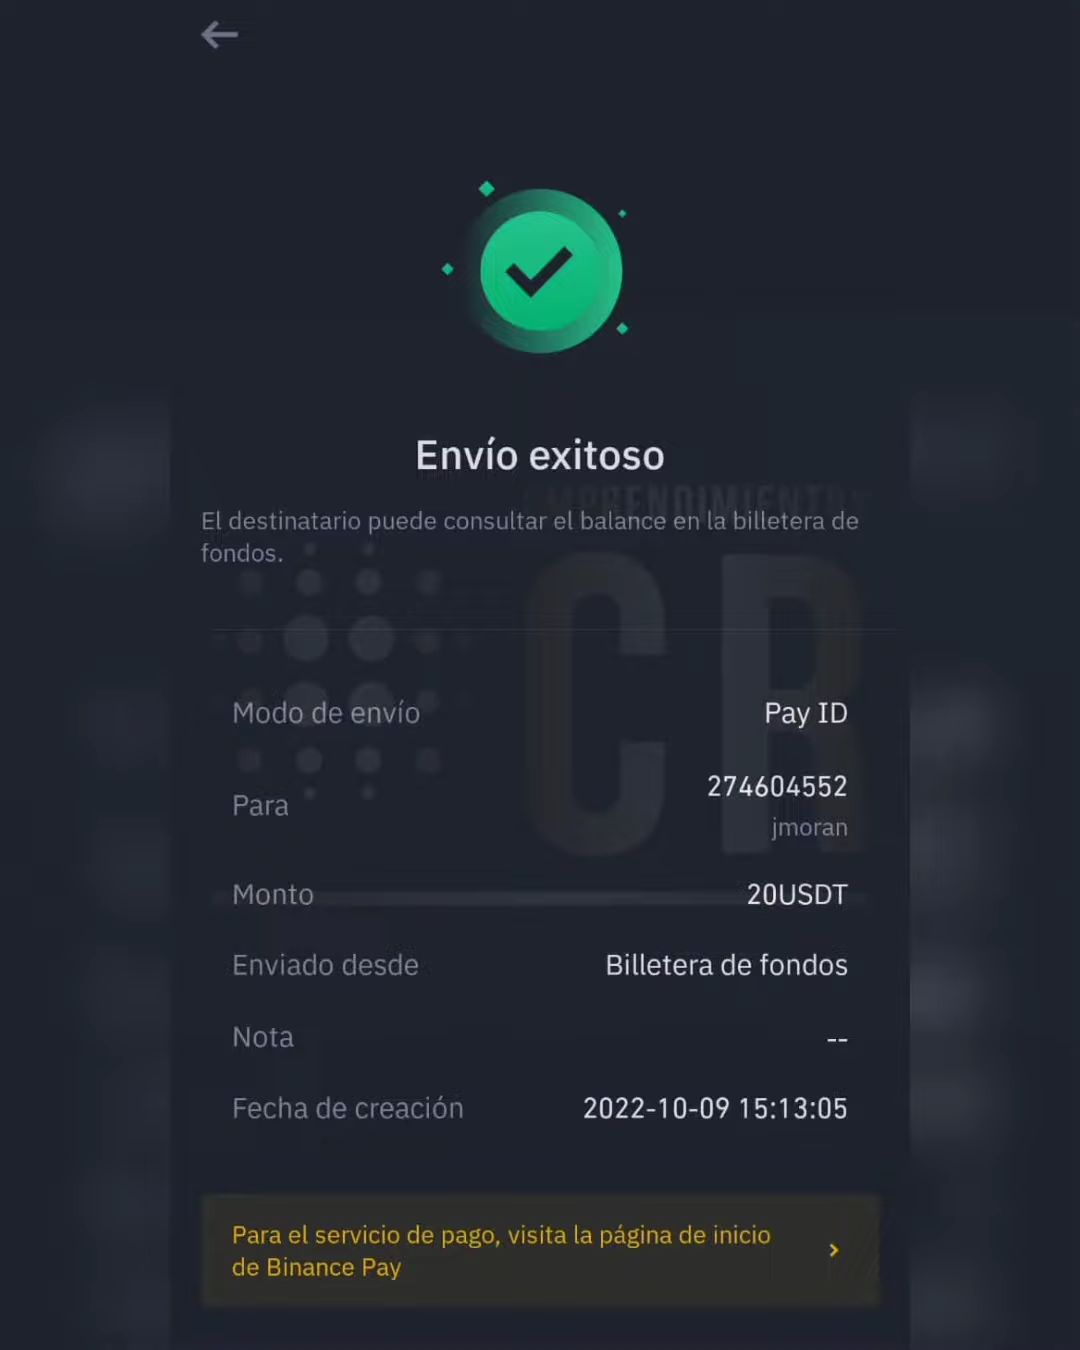 Envío exitoso
El destinatario puede consultar el balance en la billetera de
fondos.
EMPRENDIMIENTOS
CR
Modo de envío Pay ID
Para 274604552
jmoran
Monto 20USDT
Enviado desde Billetera de fondos
Nota --
Fecha de creación 2022-10-09 15:13:05
Para el servicio de pago, visita la página de inicio
de Binance Pay